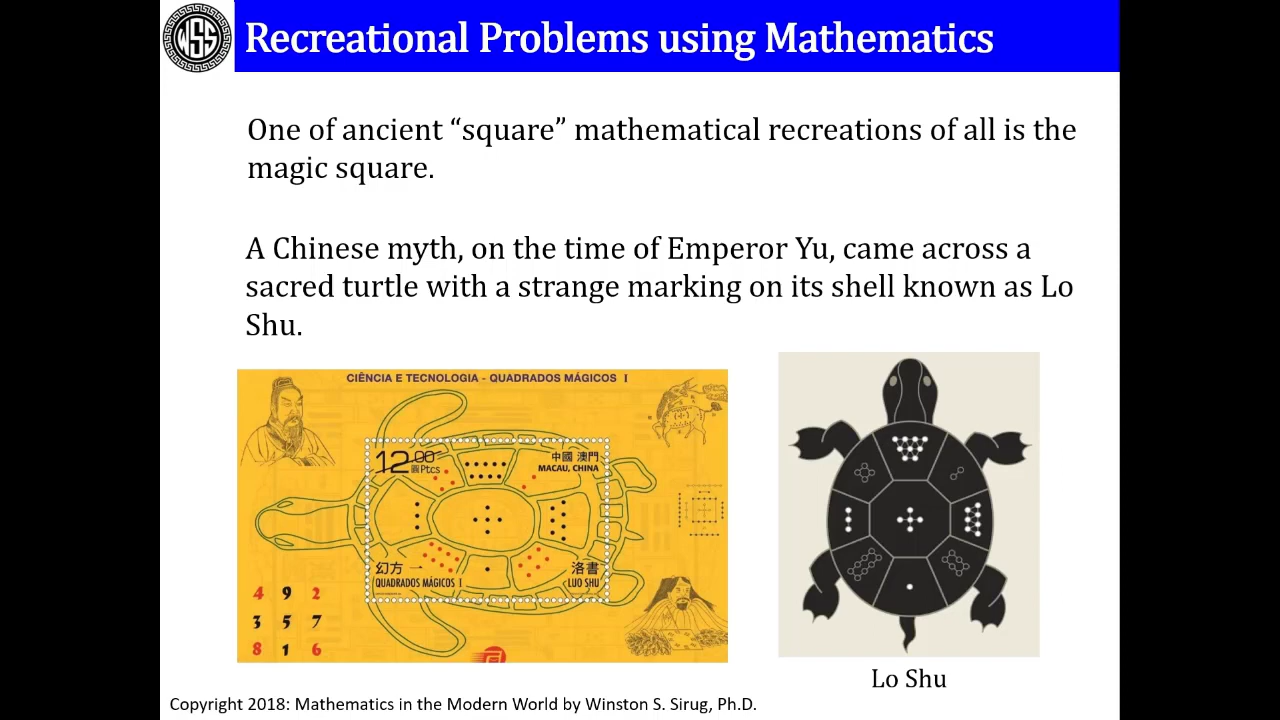 WSS
Recreational Problems using Mathematics
One of ancient “square” mathematical recreations of all is the
magic square.
A Chinese myth, on the time of Emperor Yu, came across a
sacred turtle with a strange marking on its shell known as Lo
Shu.
CIÊNCIA E TECNOLOGIA - QUADRADOS MÁGICOS I
12.00
圓 Ptcs
中國 澳門
MACAU, CHINA
幻方 一
QUADRADOS MÁGICOS I
洛書
LUO SHU
4 9 2
3 5 7
8 1 6
Lo Shu
Copyright 2018: Mathematics in the Modern World by Winston S. Sirug, Ph.D.